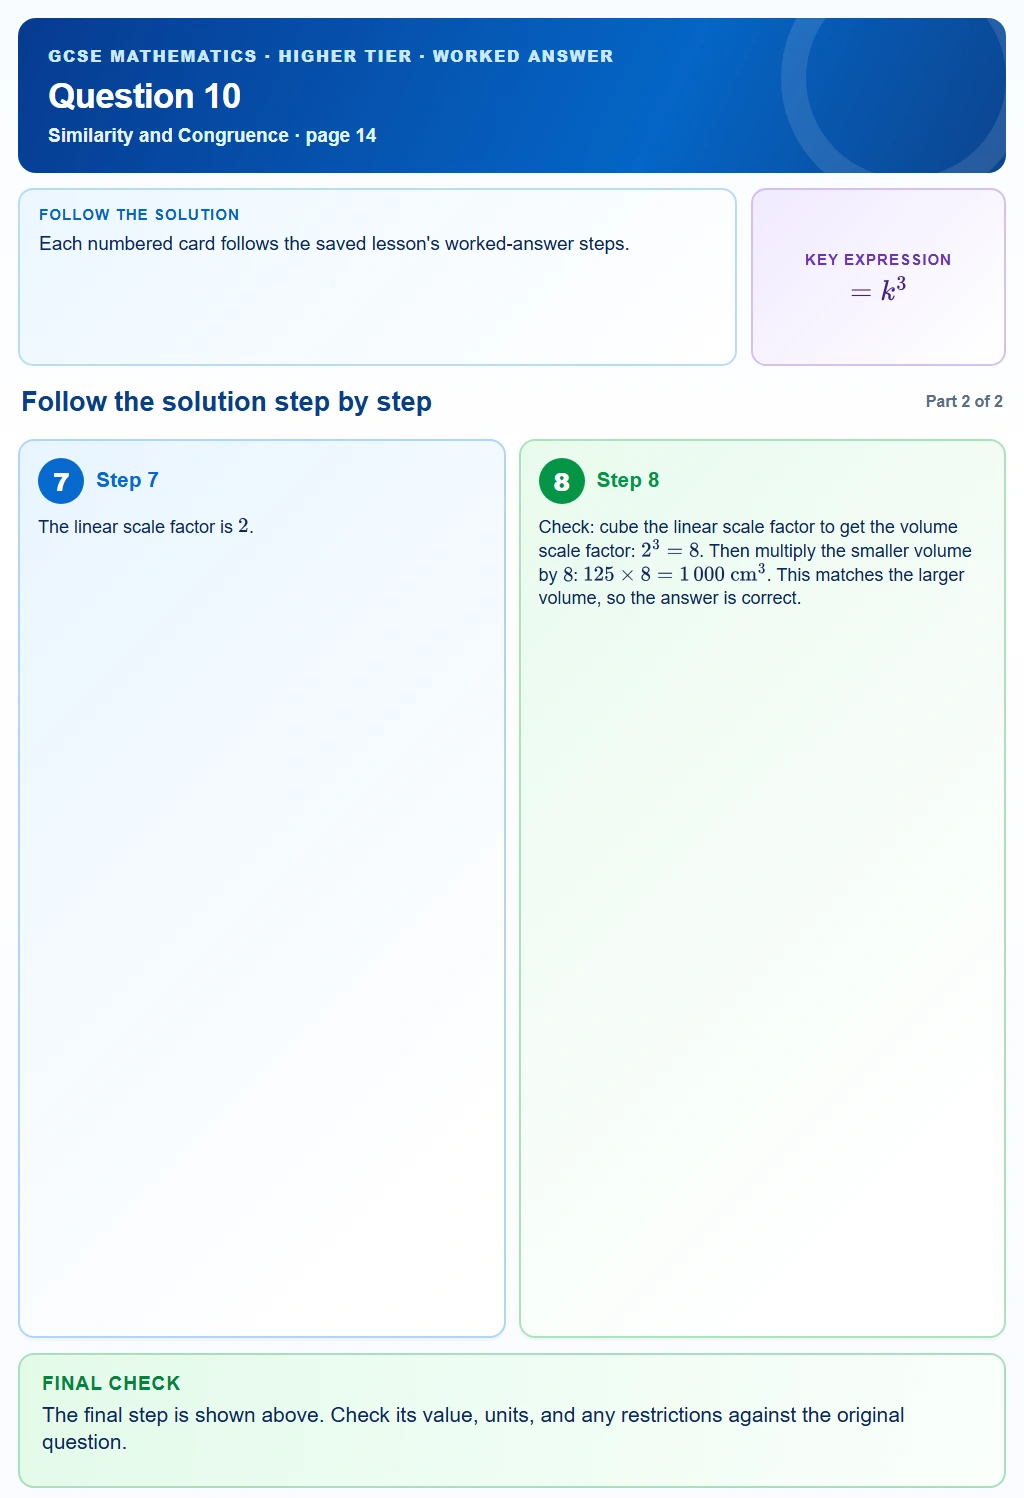 GCSE MATHEMATICS · HIGHER TIER · WORKED ANSWER
Question 10
Similarity and Congruence · page 14
FOLLOW THE SOLUTION
Each numbered card follows the saved lesson's worked-answer steps.
KEY EXPRESSION
= k³
Follow the solution step by step
Part 2 of 2
7 Step 7
The linear scale factor is 2.
8 Step 8
Check: cube the linear scale factor to get the volume
scale factor: 2³ = 8. Then multiply the smaller volume
by 8: 125 × 8 = 1 000 cm³. This matches the larger
volume, so the answer is correct.
FINAL CHECK
The final step is shown above. Check its value, units, and any restrictions against the original
question.